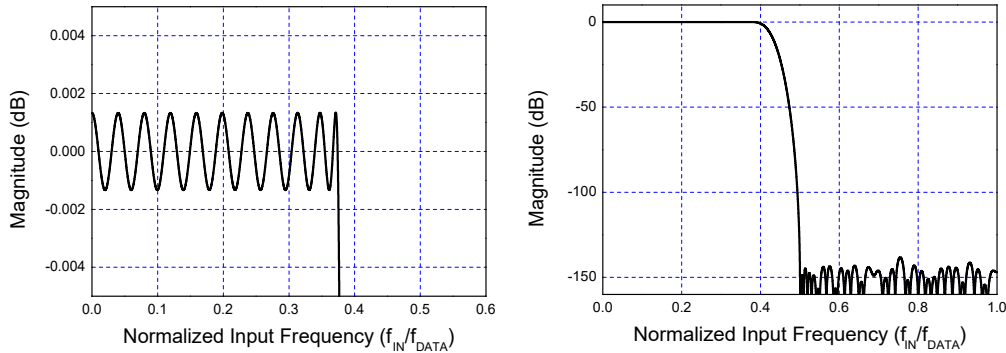 0.004
0.002
0.000
-0.002
-0.004
Magnitude (dB)
0.0 0.1 0.2 0.3 0.4 0.5 0.6
Normalized Input Frequency (fIN/fDATA)
0
-50
-100
-150
Magnitude (dB)
0.0 0.2 0.4 0.6 0.8 1.0
Normalized Input Frequency (fIN/fDATA)